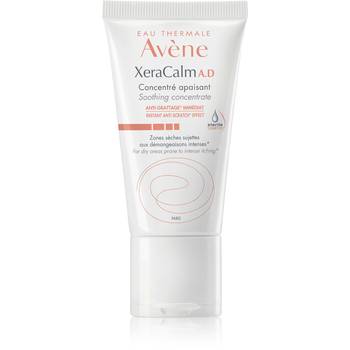 EAU THERMALE
Avène
XeraCalm A.D
Concentré apaisant
Soothing concentrate
ANTI-GRATTAGE* IMMÉDIAT
INSTANT ANTI-SCRATCH* EFFECT
Zones sèches sujettes
aux démangeaisons intenses*
For dry areas prone to intense itching*
PARIS